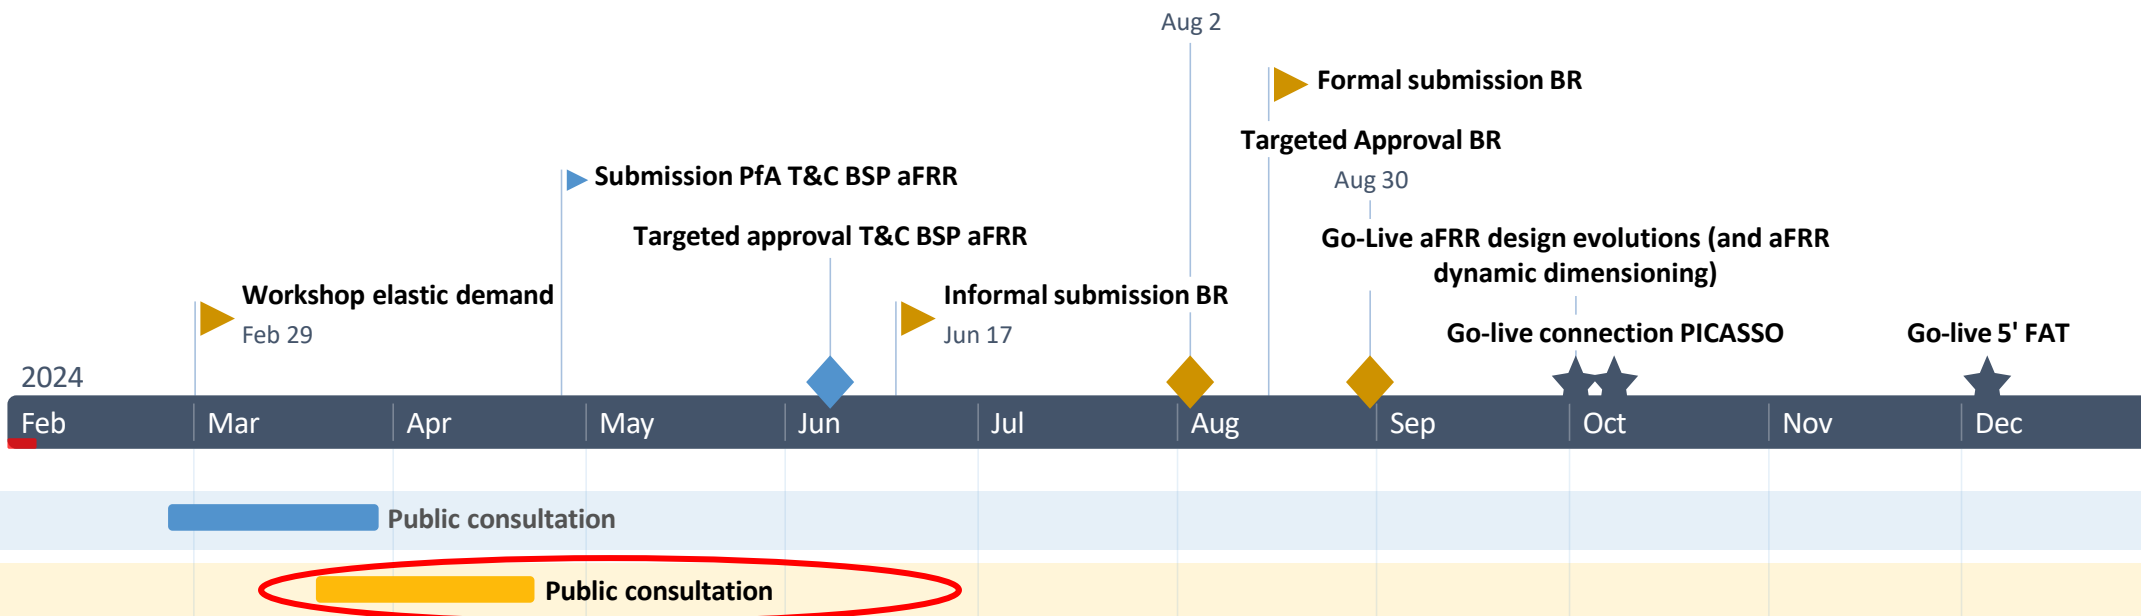 Aug 2
Formal submission BR
Targeted Approval BR
Aug 30
Submission PfA T&C BSP aFRR
Targeted approval T&C BSP aFRR
Go-Live aFRR design evolutions (and aFRR
dynamic dimensioning)
Workshop elastic demand
Feb 29
Informal submission BR
Jun 17
Go-live connection PICASSO
Go-live 5' FAT
2024
Feb Mar Apr May Jun Jul Aug Sep Oct Nov Dec
Public consultation
Public consultation